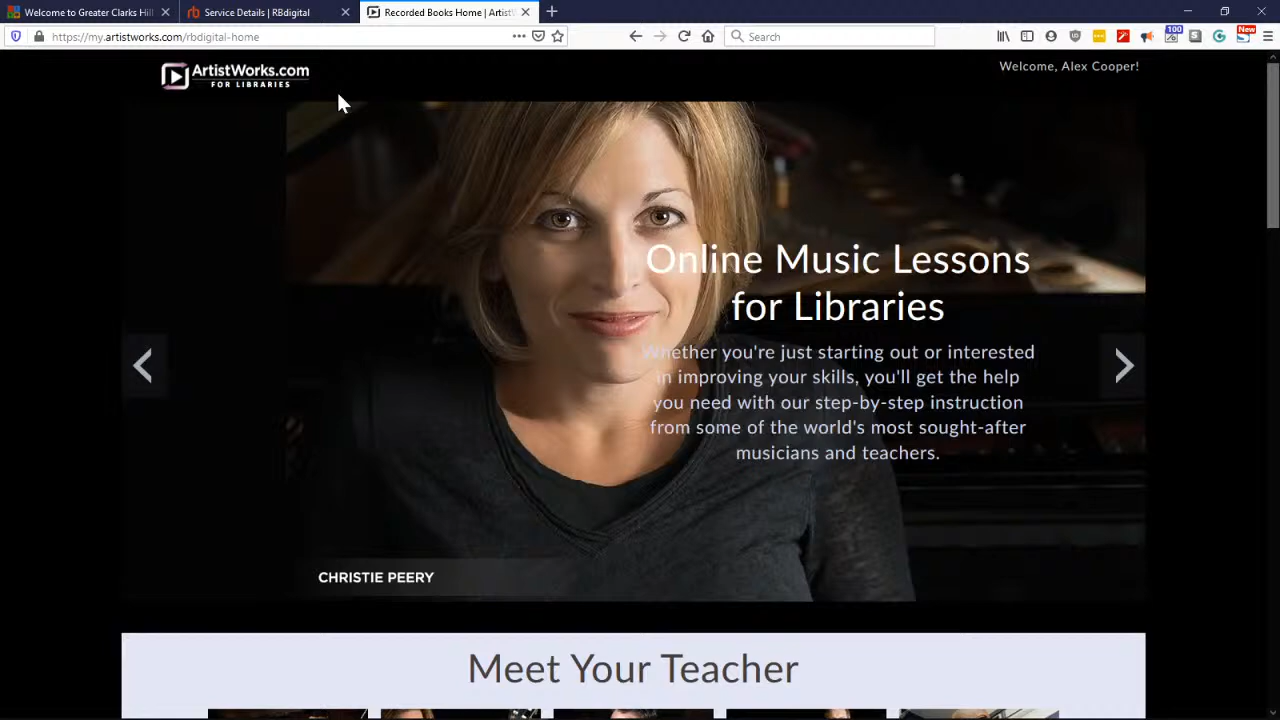 Welcome to Greater Clarks Hill
Service Details | RBdigital
Recorded Books Home | ArtistW
https://my.artistworks.com/rbdigital-home
Search
100
New
ArtistWorks.com
FOR LIBRARIES
Welcome, Alex Cooper!
Online Music Lessons
for Libraries
Whether you're just starting out or interested
in improving your skills, you'll get the help
you need with our step-by-step instruction
from some of the world's most sought-after
musicians and teachers.
CHRISTIE PEERY
Meet Your Teacher